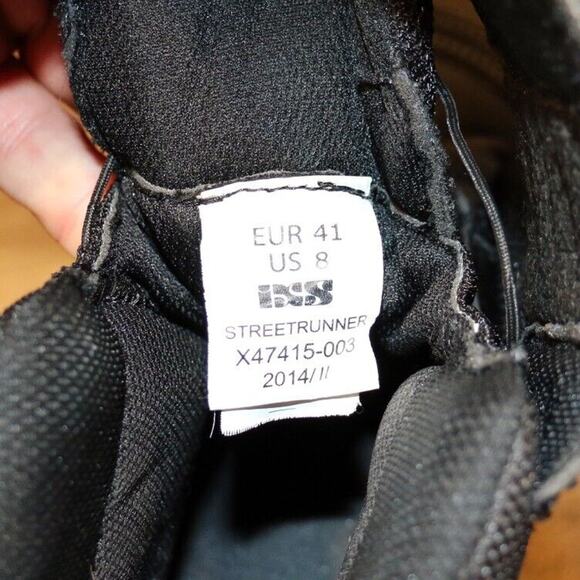 EUR 41
US 8
IXS
STREETRUNNER
X47415-003
2014/II